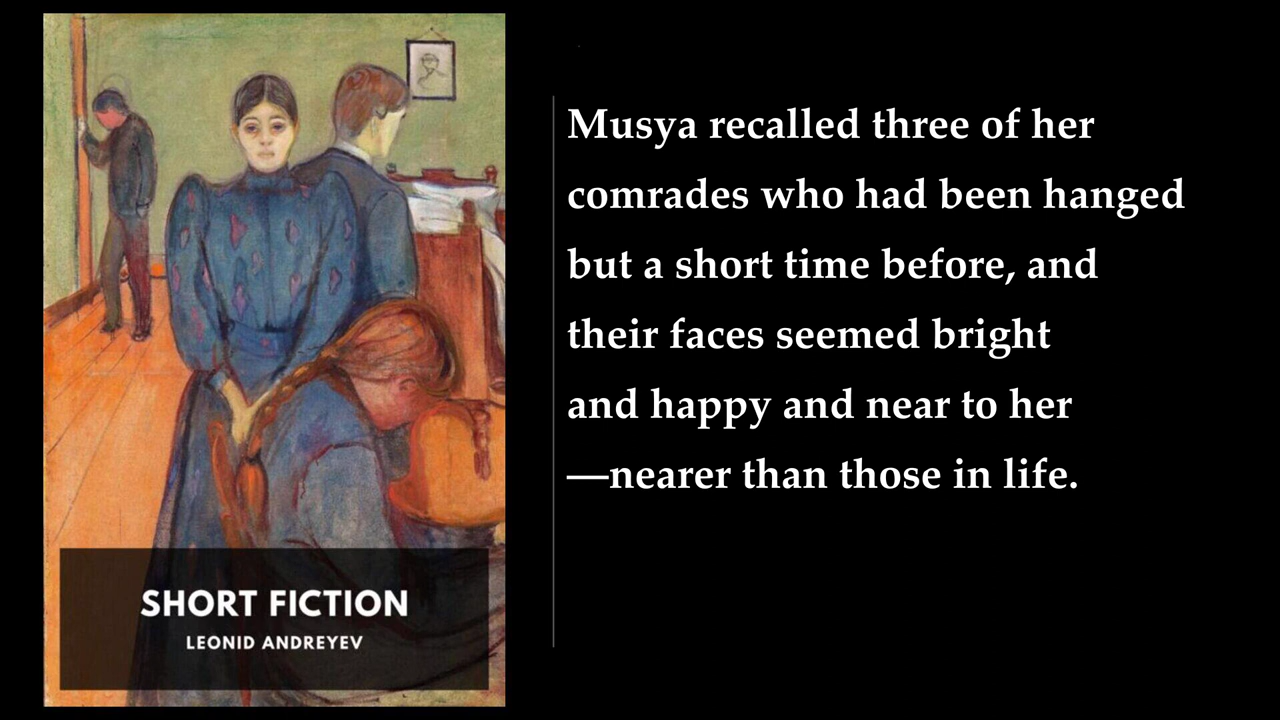 Musya recalled three of her
comrades who had been hanged
but a short time before, and
their faces seemed bright
and happy and near to her
—nearer than those in life.
SHORT FICTION
LEONID ANDREYEV